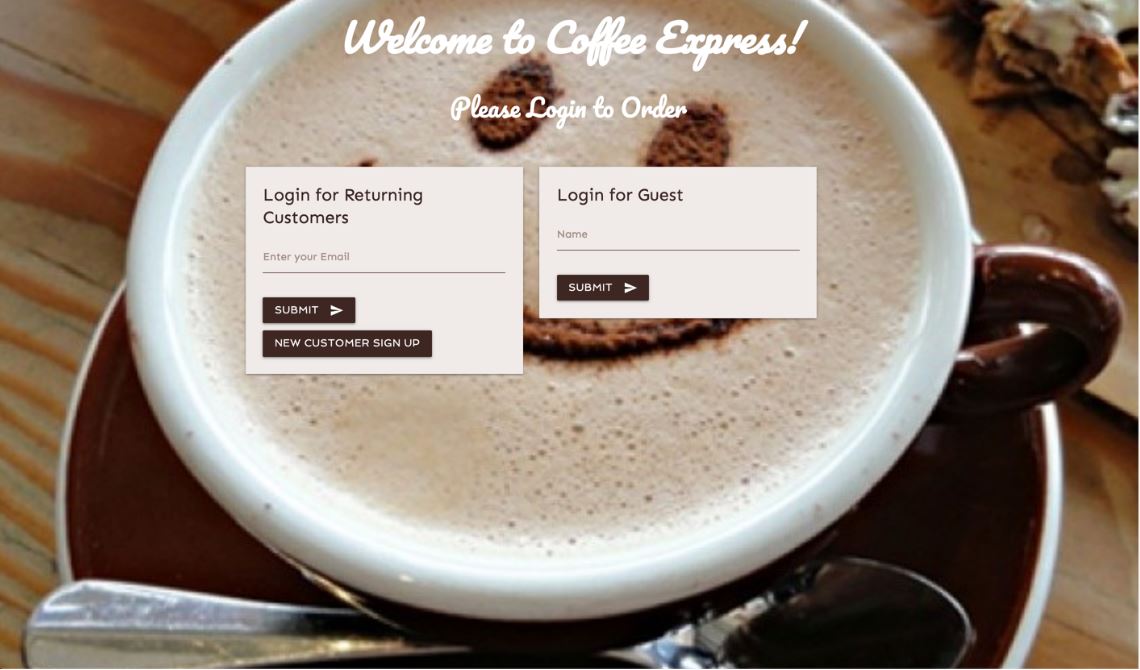 Welcome to Coffee Express!
Please Login to Order
Login for Returning
Customers
Enter your Email
SUBMIT
NEW CUSTOMER SIGN UP
Login for Guest
Name
SUBMIT